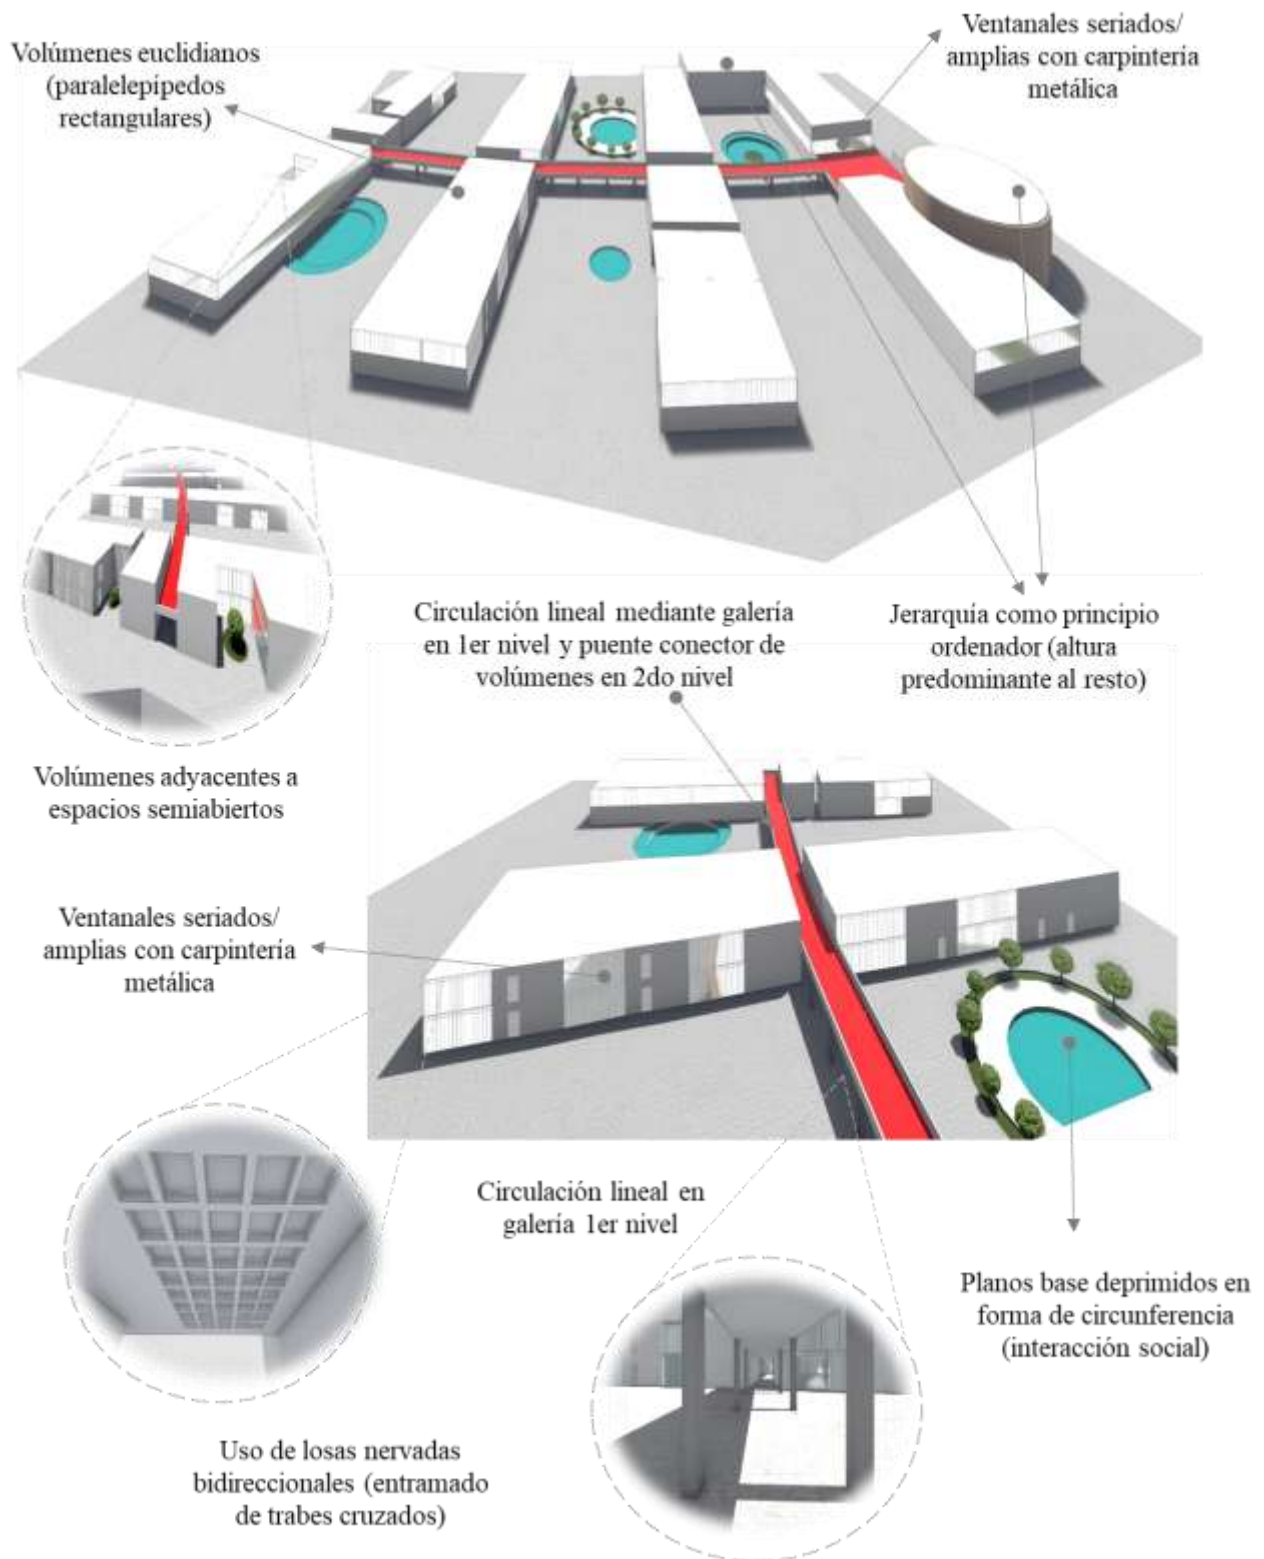 Volúmenes euclidianos
(paralelepípedos
rectangulares)
Ventanales seriados/
amplias con carpintería
metálica
Circulación lineal mediante galería
en 1er nivel y puente conector de
volúmenes en 2do nivel
Jerarquía como principio
ordenador (altura
predominante al resto)
Volúmenes adyacentes a
espacios semiabiertos
Ventanales seriados/
amplias con carpintería
metálica
Circulación lineal en
galería 1er nivel
Planos base deprimidos en
forma de circunferencia
(interacción social)
Uso de losas nervadas
bidireccionales (entramado
de trabes cruzados)